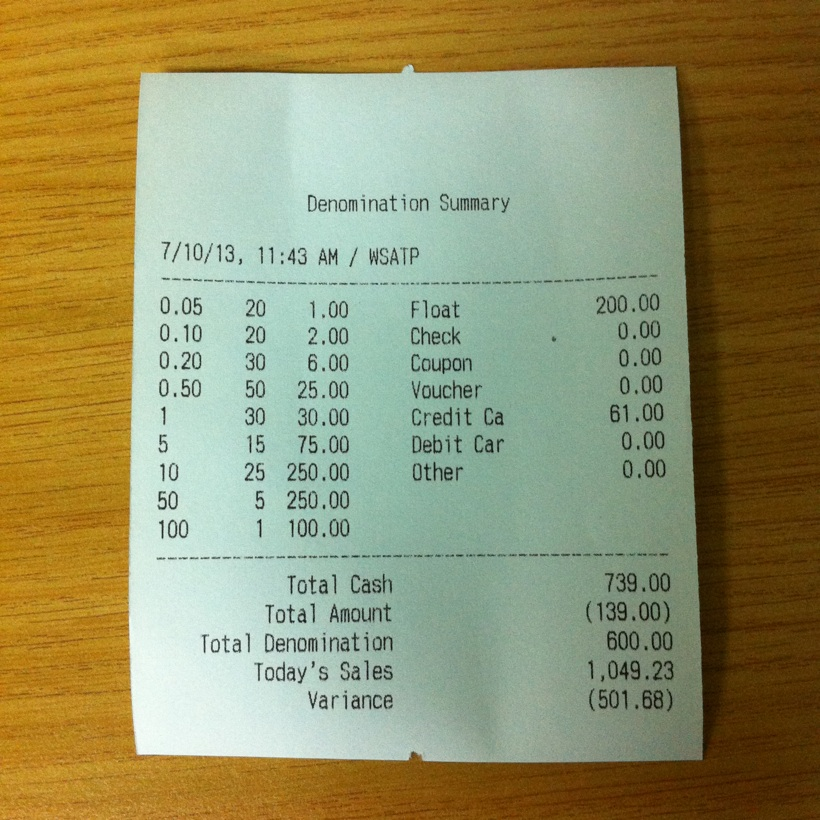 Denomination Summary
7/10/13, 11:43 AM / WSATP
0.05 20 1.00 Float 200.00
0.10 20 2.00 Check 0.00
0.20 30 6.00 Coupon 0.00
0.50 50 25.00 Voucher 0.00
1 30 30.00 Credit Ca 61.00
5 15 75.00 Debit Car 0.00
10 25 250.00 Other 0.00
50 5 250.00
100 1 100.00
Total Cash 739.00
Total Amount (139.00)
Total Denomination 600.00
Today's Sales 1,049.23
Variance (501.68)